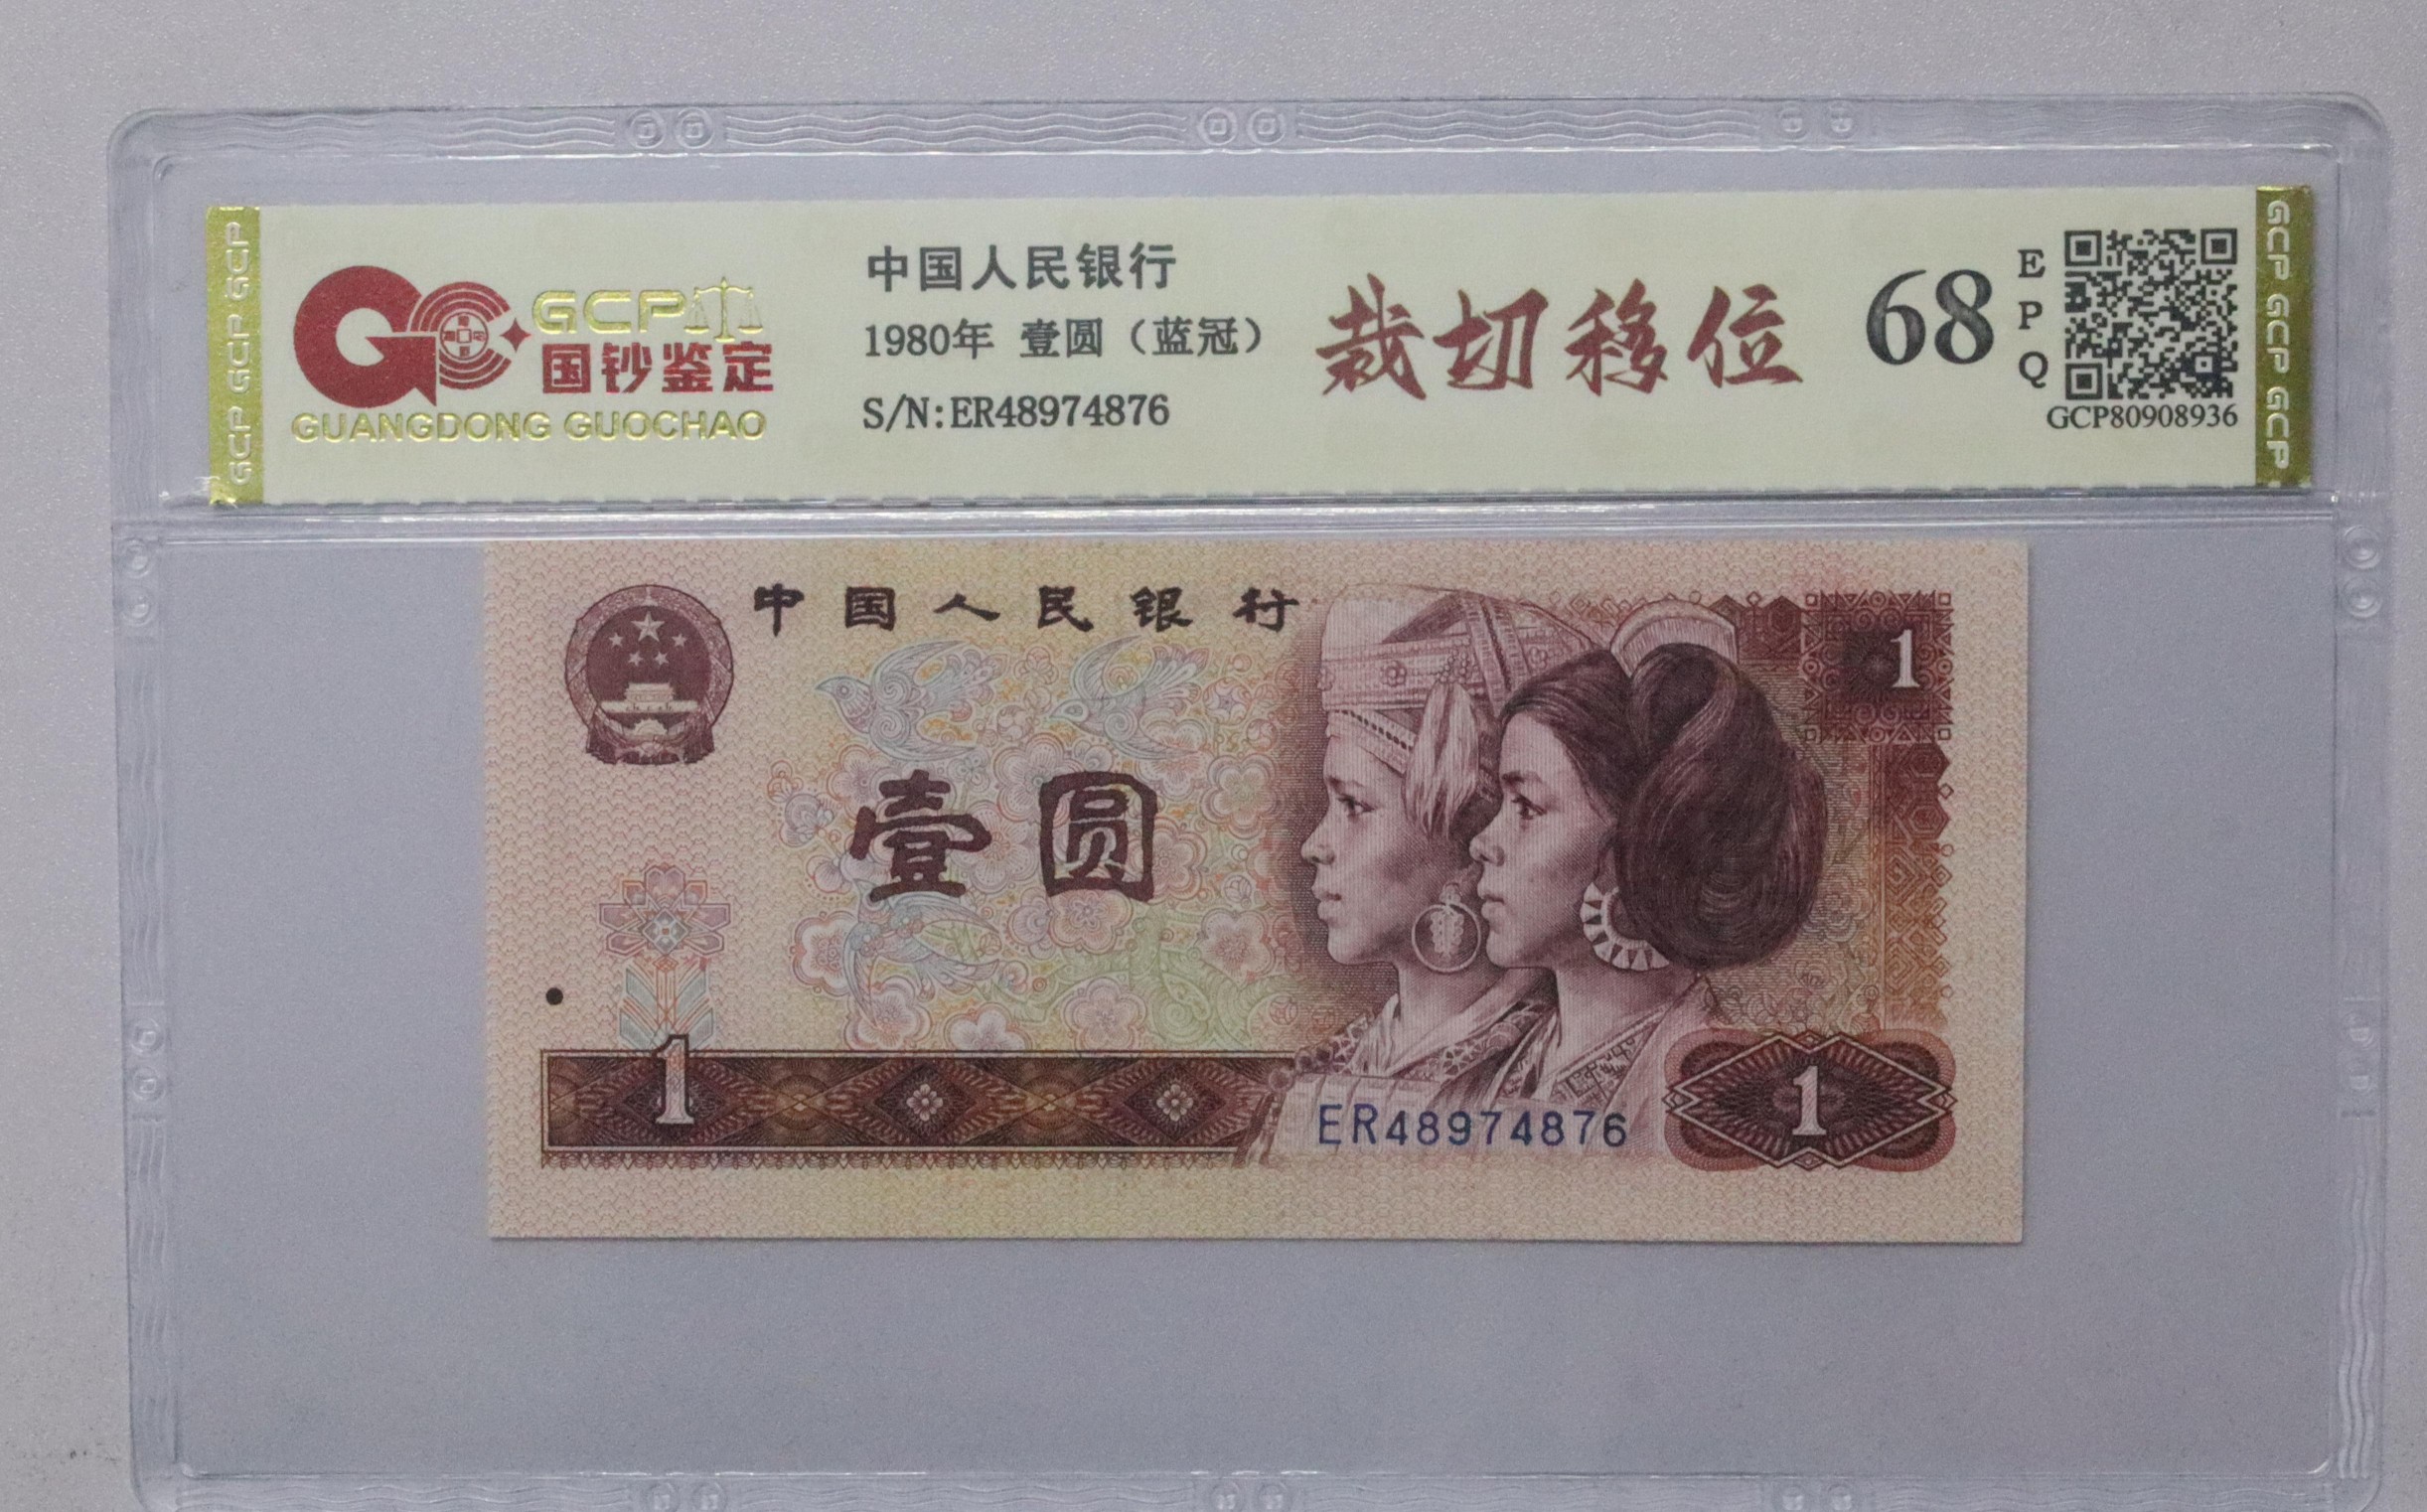 GCP 国钞鉴定
GUANGDONG GUOCHAO
中国人民银行
1980年 壹圆（蓝冠）
S/N:ER48974876
裁切移位
68
EPQ
GCP80908936
GCP GCP GCP
GCP GCP GCP
中国人民银行
1
壹圆
1
ER48974876
1